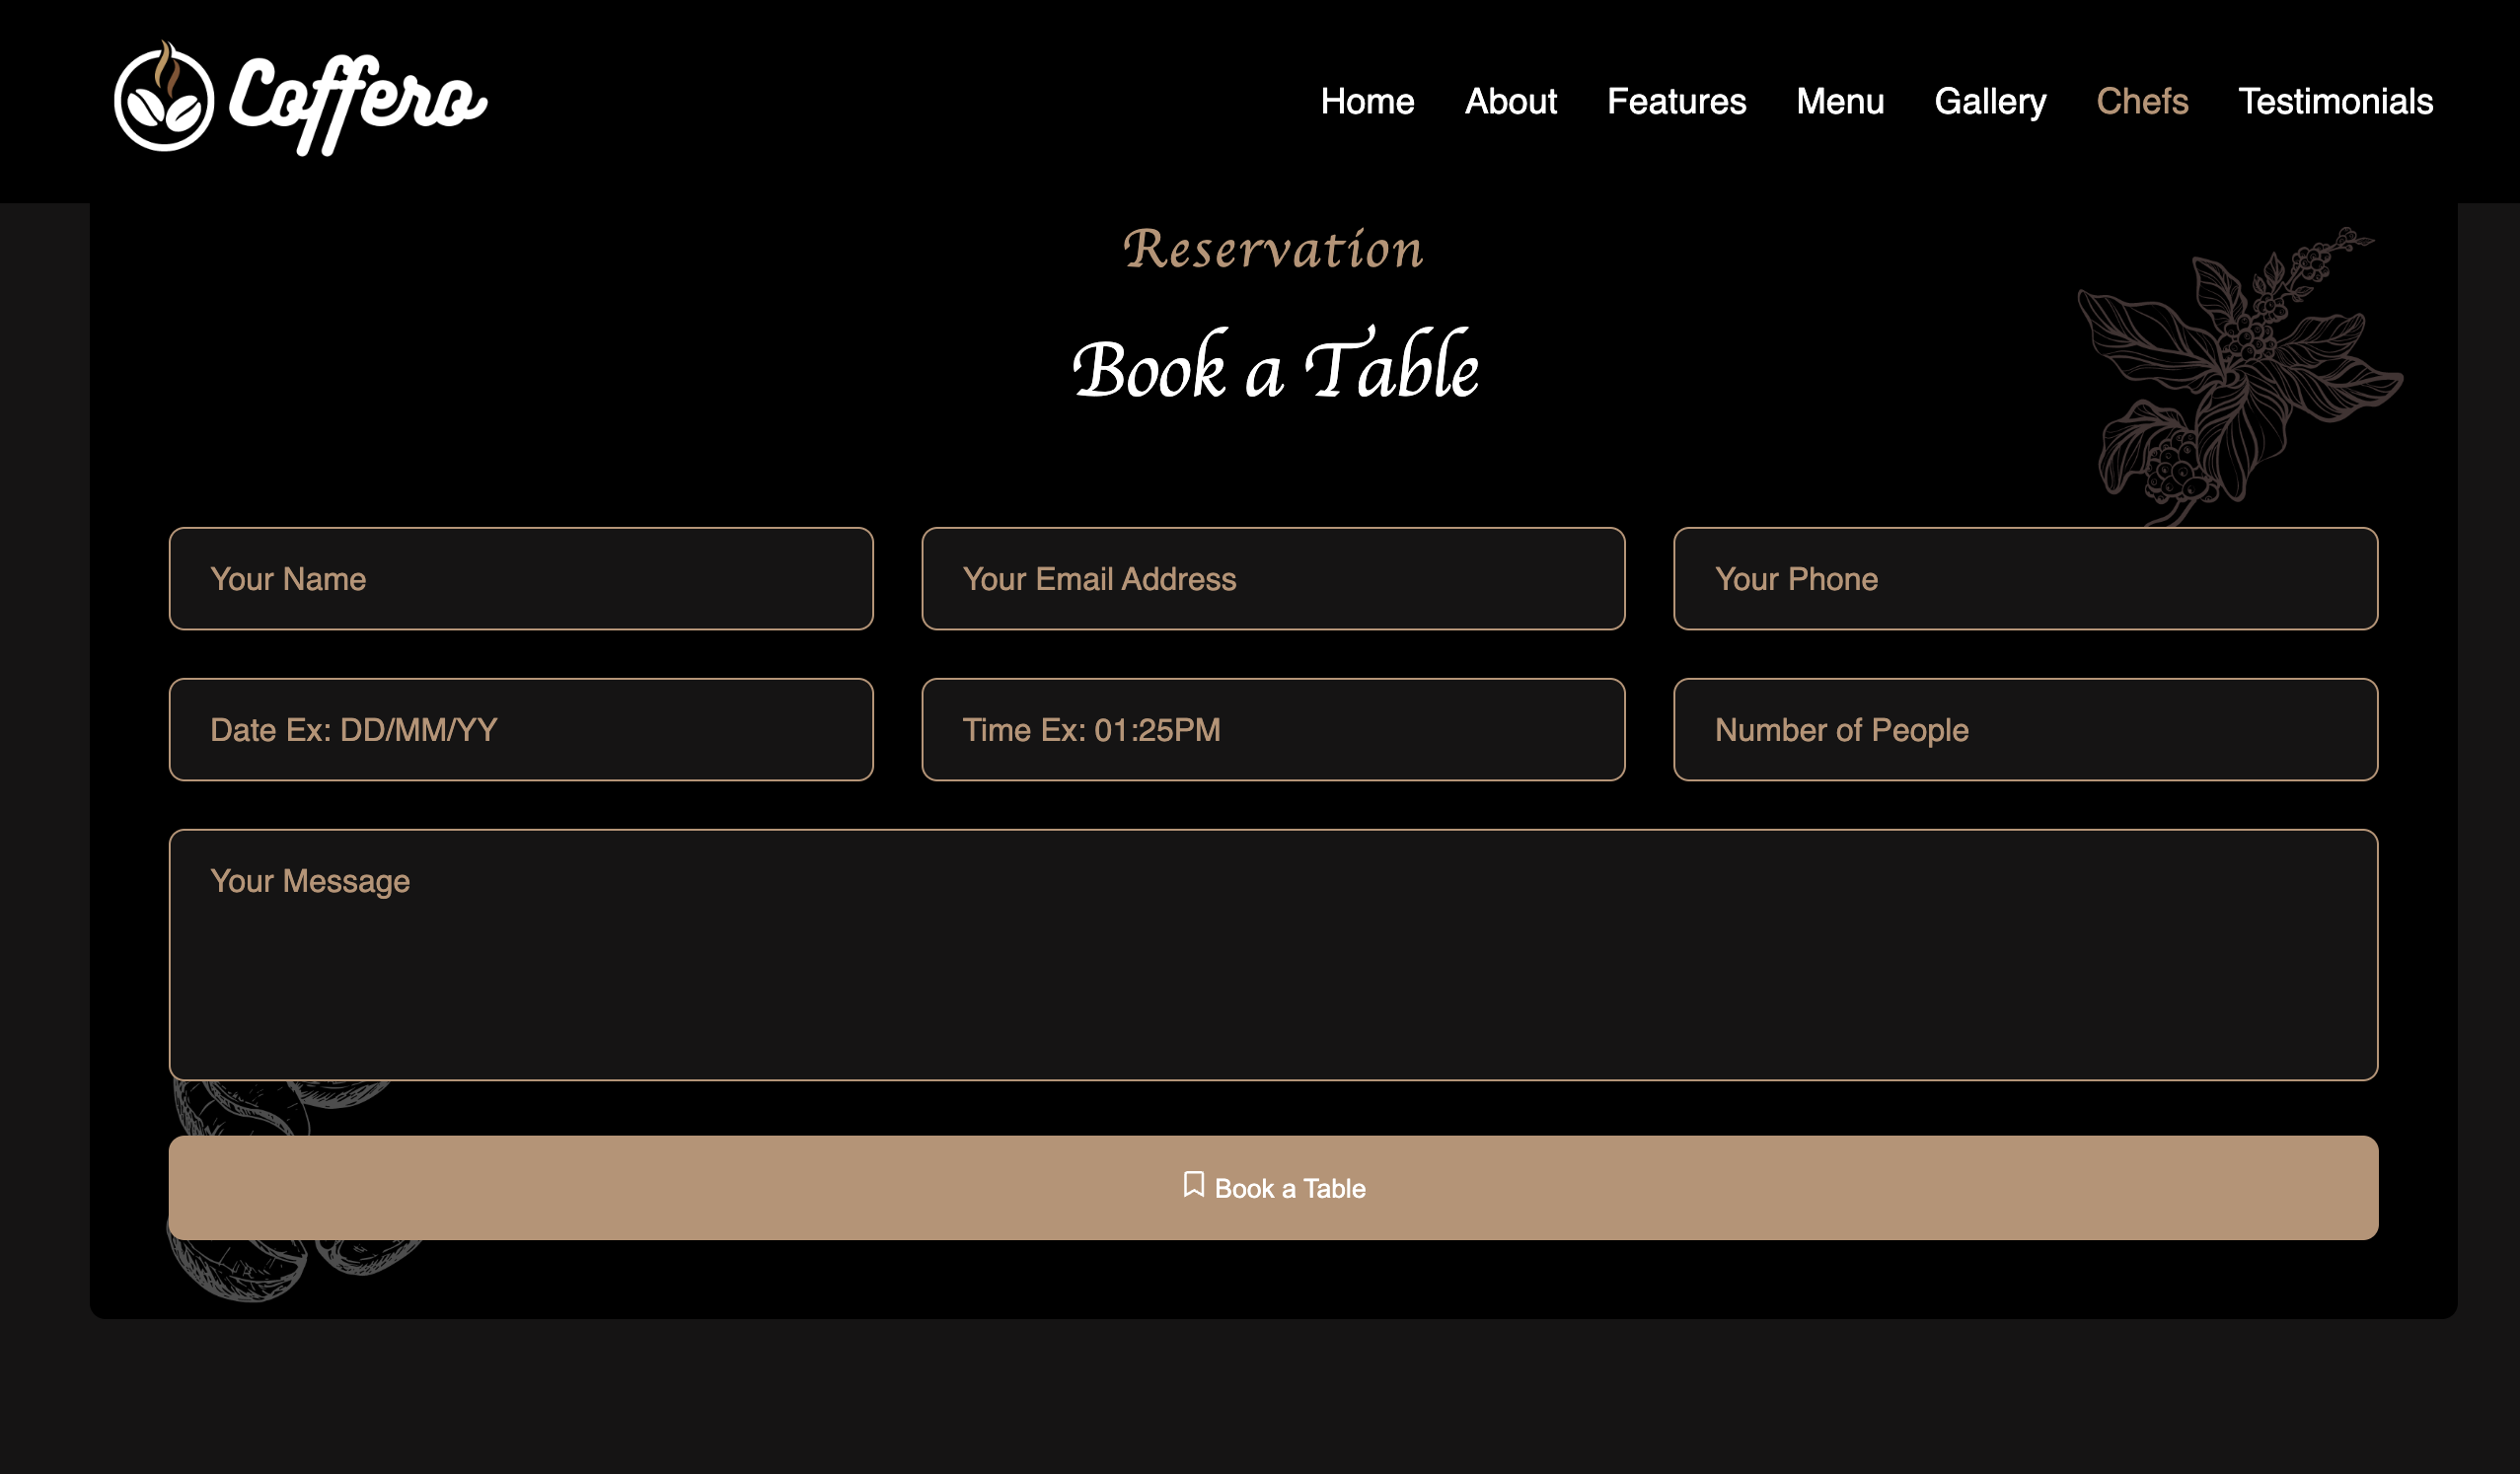 Coffero
Home About Features Menu Gallery Chefs Testimonials
Reservation
Book a Table
Your Name
Your Email Address
Your Phone
Date Ex: DD/MM/YY
Time Ex: 01:25PM
Number of People
Your Message
Book a Table